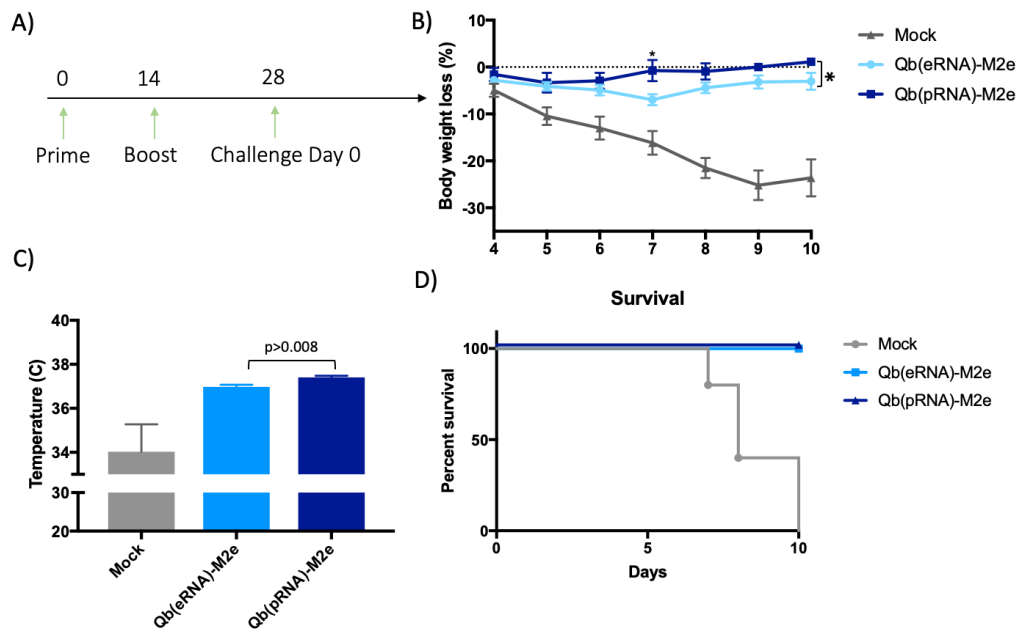 A)
0 14 28
Prime Boost Challenge Day 0
B)
Body weight loss (%)
10
0
-10
-20
-30
4 5 6 7 8 9 10
*
*
Mock
Qb(eRNA)-M2e
Qb(pRNA)-M2e
C)
Temperature (C)
40
38
36
34
30
20
p>0.008
Mock
Qb(eRNA)-M2e
Qb(pRNA)-M2e
D)
Survival
Percent survival
100
50
0
0 5 10
Days
Mock
Qb(eRNA)-M2e
Qb(pRNA)-M2e